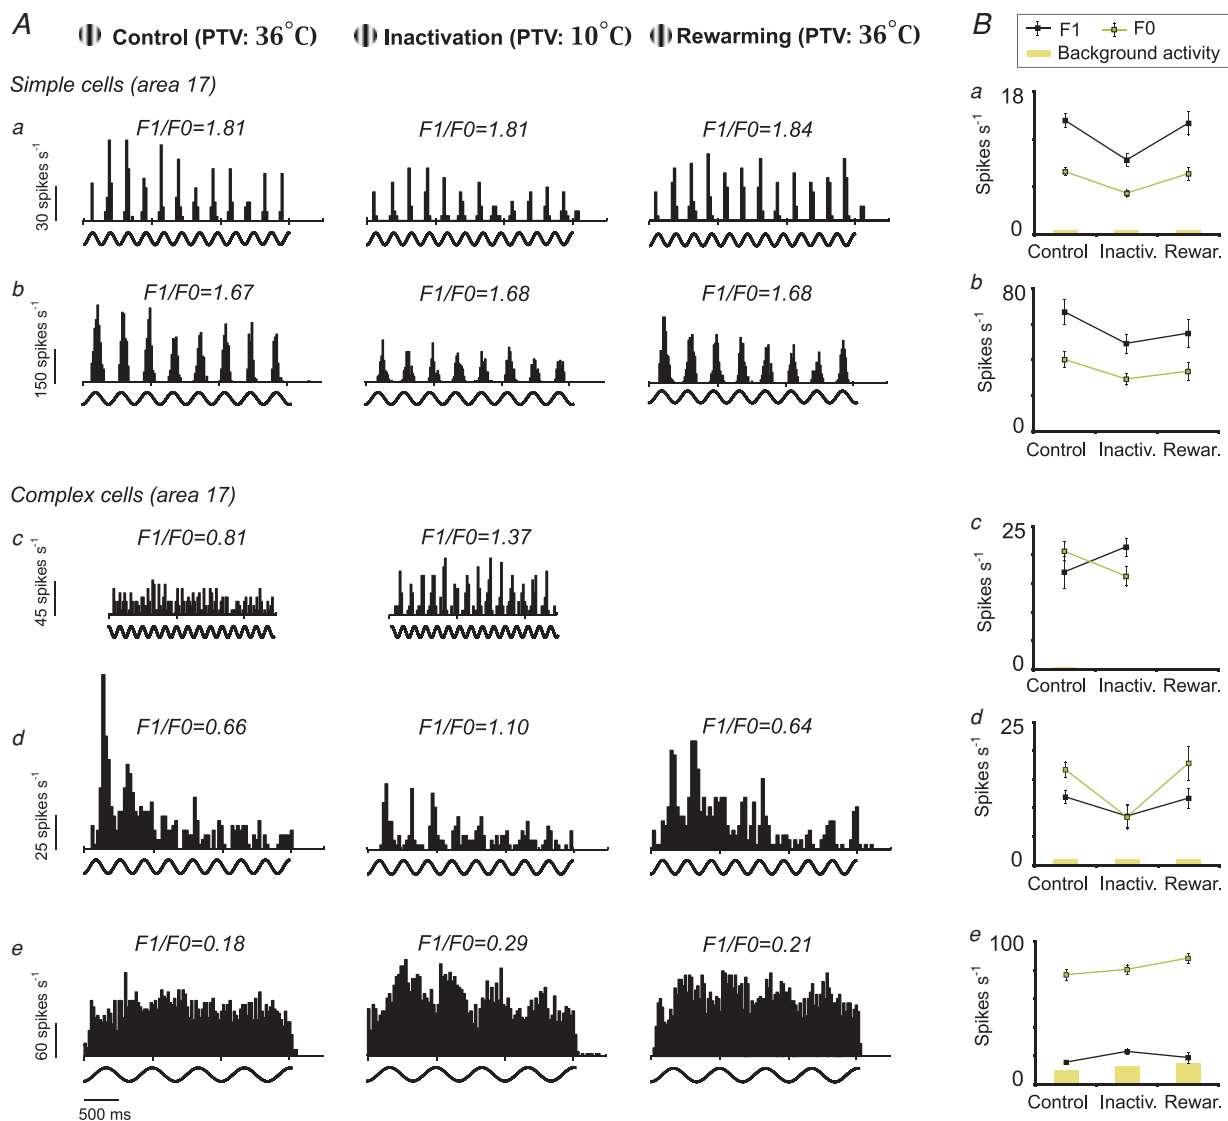 A
Control (PTV: 36°C)
Inactivation (PTV: 10°C)
Rewarming (PTV: 36°C)
Simple cells (area 17)
a
F1/F0=1.81
F1/F0=1.81
F1/F0=1.84
30 spikes s⁻¹
b
F1/F0=1.67
F1/F0=1.68
F1/F0=1.68
150 spikes s⁻¹
Complex cells (area 17)
c
F1/F0=0.81
F1/F0=1.37
45 spikes s⁻¹
d
F1/F0=0.66
F1/F0=1.10
F1/F0=0.64
25 spikes s⁻¹
e
F1/F0=0.18
F1/F0=0.29
F1/F0=0.21
60 spikes s⁻¹
500 ms
B
F1 F0
Background activity
a
18
Spikes s⁻¹
0
Control Inactiv. Rewar.
b
80
Spikes s⁻¹
0
Control Inactiv. Rewar.
c
25
Spikes s⁻¹
0
Control Inactiv. Rewar.
d
25
Spikes s⁻¹
0
Control Inactiv. Rewar.
e
100
Spikes s⁻¹
0
Control Inactiv. Rewar.